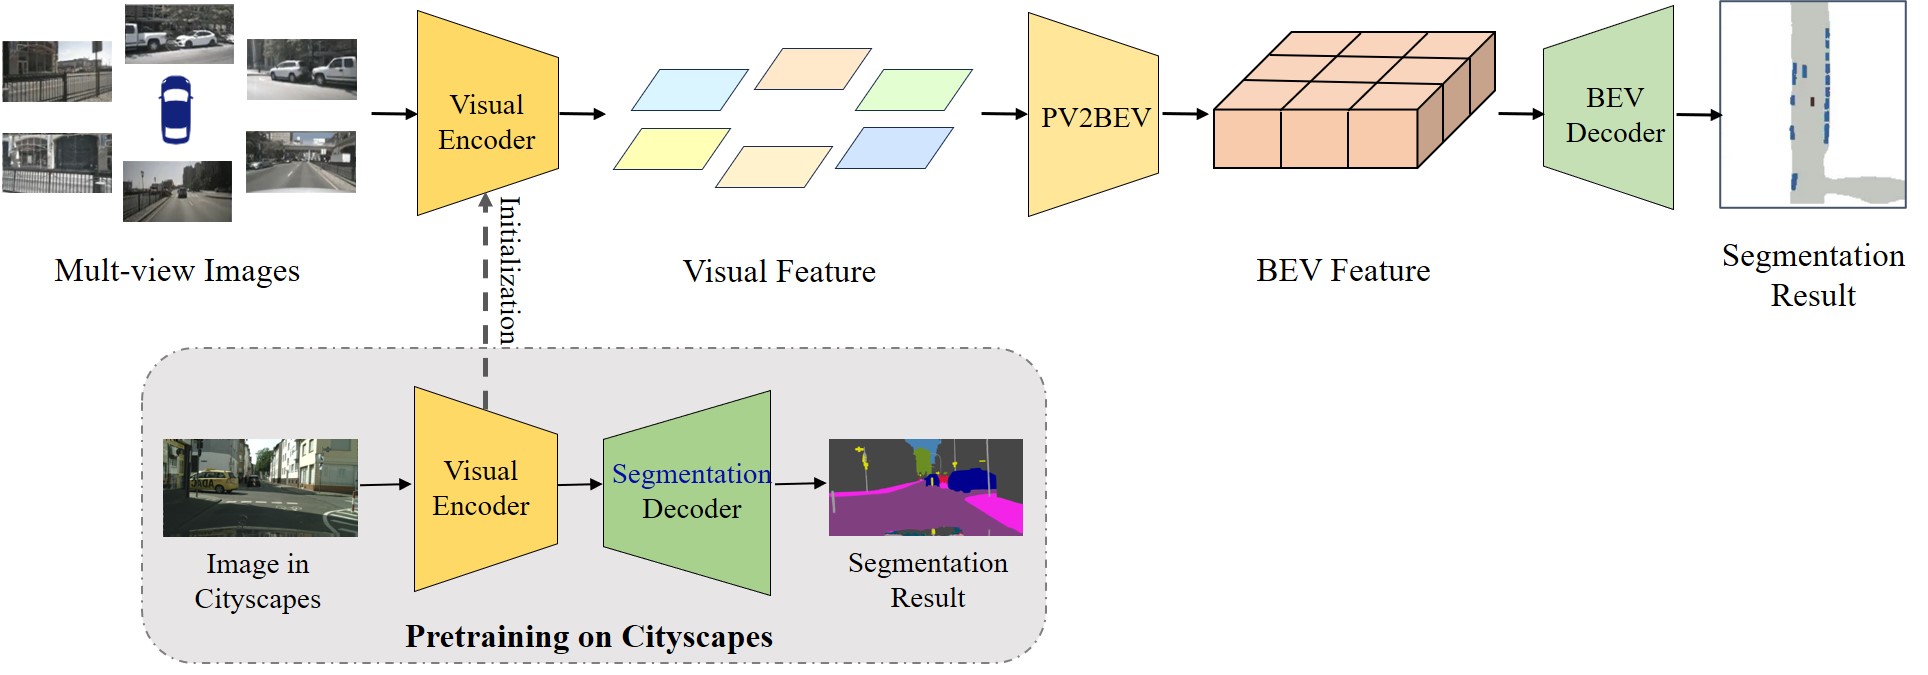 Visual
Encoder
PV2BEV
BEV
Decoder
Mult-view Images
Visual Feature
BEV Feature
Segmentation
Result
Initialization
Visual
Encoder
Segmentation
Decoder
Image in
Cityscapes
Segmentation
Result
Pretraining on Cityscapes